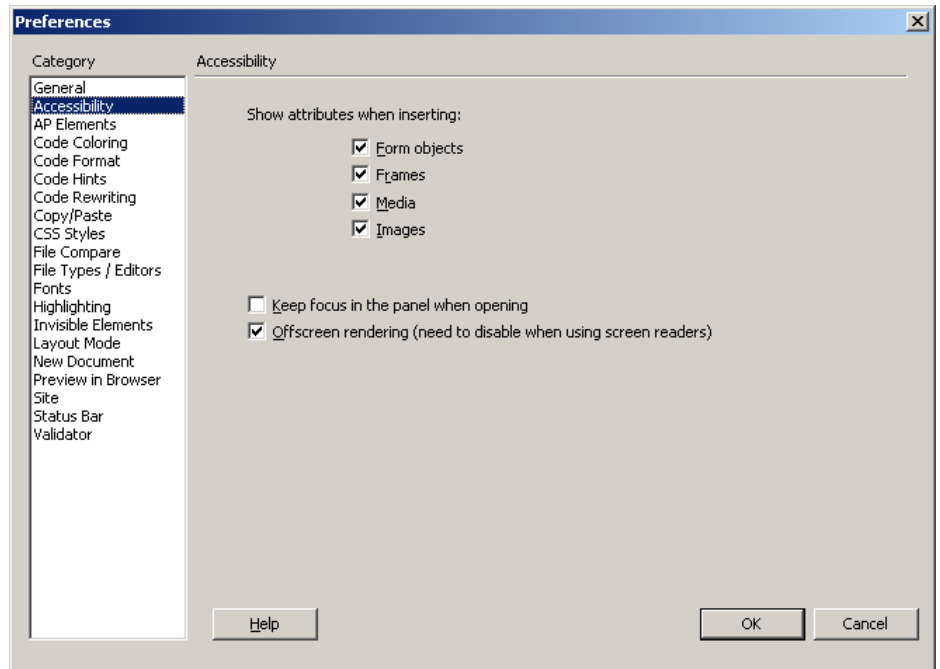 Preferences
Category
General
Accessibility
AP Elements
Code Coloring
Code Format
Code Hints
Code Rewriting
Copy/Paste
CSS Styles
File Compare
File Types / Editors
Fonts
Highlighting
Invisible Elements
Layout Mode
New Document
Preview in Browser
Site
Status Bar
Validator
Accessibility
Show attributes when inserting:
Form objects
Frames
Media
Images
Keep focus in the panel when opening
Offscreen rendering (need to disable when using screen readers)
Help
OK
Cancel